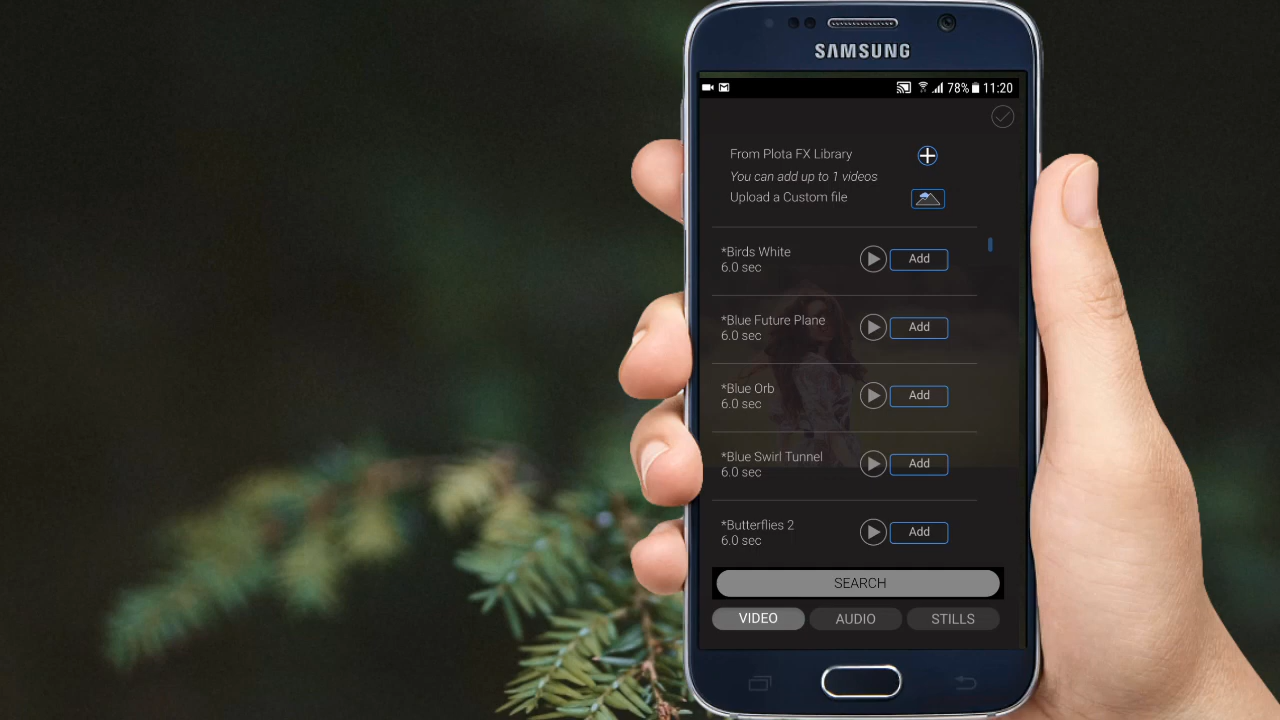 SAMSUNG
78% 11:20
From Plota FX Library
You can add up to 1 videos
Upload a Custom file
*Birds White
6.0 sec
Add
*Blue Future Plane
6.0 sec
Add
*Blue Orb
6.0 sec
Add
*Blue Swirl Tunnel
6.0 sec
Add
*Butterflies 2
6.0 sec
Add
SEARCH
VIDEO AUDIO STILLS